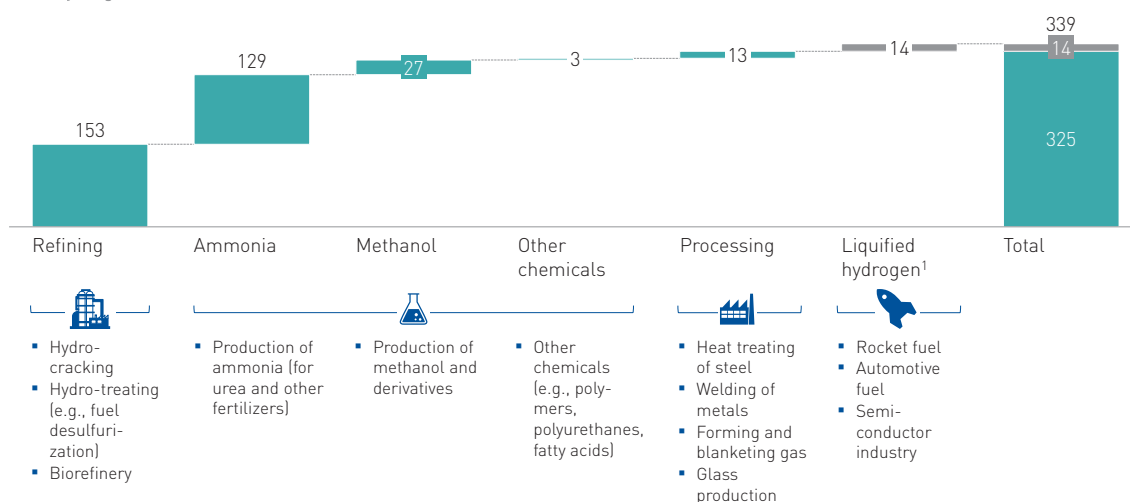 339
14
14
13
3
27
129
153
325
Refining
Ammonia
Methanol
Other
chemicals
Processing
Liquified
hydrogen1
Total
▪ Hydro-
cracking
▪ Hydro-treating
(e.g., fuel
desulfuri-
zation)
▪ Biorefinery
▪ Production of
ammonia (for
urea and other
fertilizers)
▪ Production of
methanol and
derivatives
▪ Other
chemicals
(e.g., poly-
mers,
polyurethanes,
fatty acids)
▪ Heat treating
of steel
▪ Welding of
metals
▪ Forming and
blanketing gas
▪ Glass
production
▪ Rocket fuel
▪ Automotive
fuel
▪ Semi-
conductor
industry